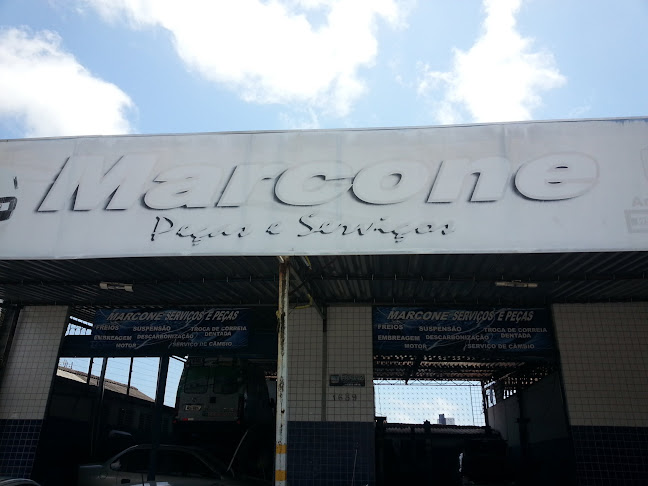 Marcone
Peças e Serviços
MARCONE SERVIÇOS E PEÇAS
FREIOS SUSPENSÃO TROCA DE CORREIA DENTADA
EMBREAGEM DESCARBONIZAÇÃO
MOTOR SERVIÇO DE CÂMBIO
MARCONE SERVIÇOS E PEÇAS
FREIOS SUSPENSÃO TROCA DE CORREIA DENTADA
EMBREAGEM DESCARBONIZAÇÃO
MOTOR SERVIÇO DE CÂMBIO
1689